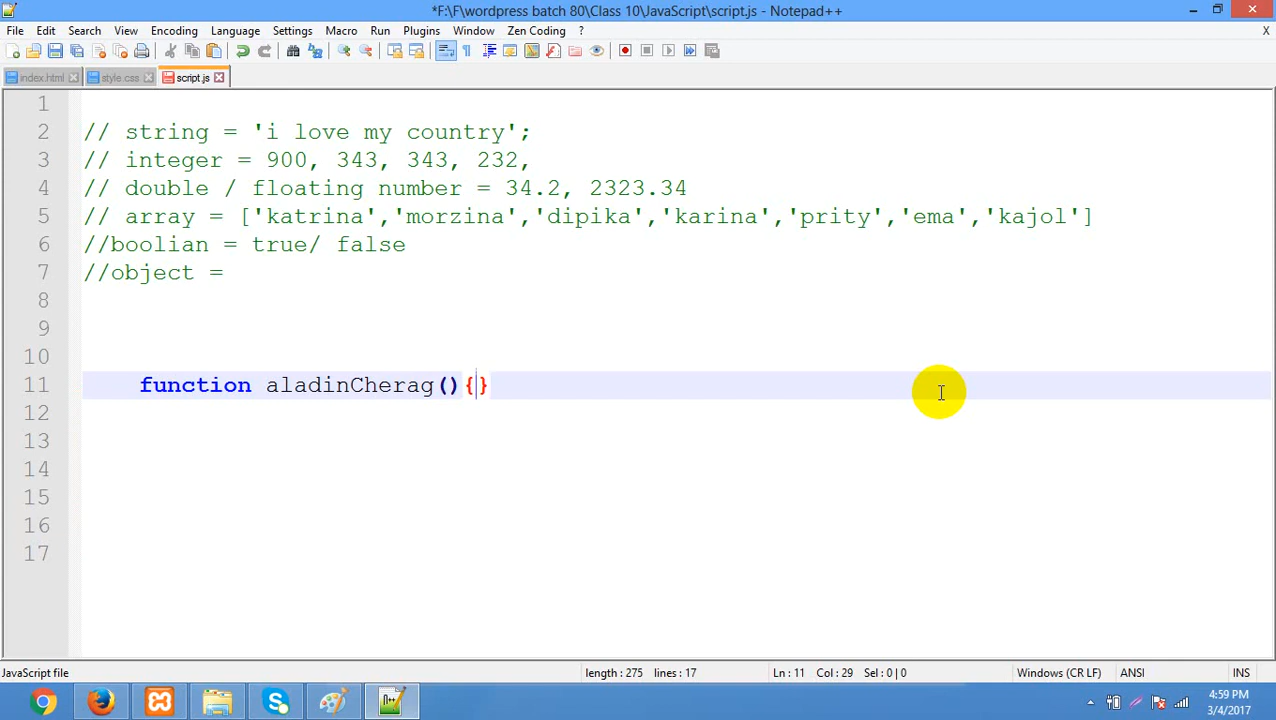 *F:\F\wordpress batch 80\Class 10\JavaScript\script.js - Notepad++
File Edit Search View Encoding Language Settings Macro Run Plugins Window Zen Coding ? X
index.html style.css script.js
1
2 // string = 'i love my country';
3 // integer = 900, 343, 343, 232,
4 // double / floating number = 34.2, 2323.34
5 // array = ['katrina','morzina','dipika','karina','prity','ema','kajol']
6 //boolian = true/ false
7 //object =
8
9
10
11 function aladinCherag(){}
12
13
14
15
16
17
JavaScript file length : 275 lines : 17 Ln : 11 Col : 29 Sel : 0 | 0 Windows (CR LF) ANSI INS
4:59 PM
3/4/2017